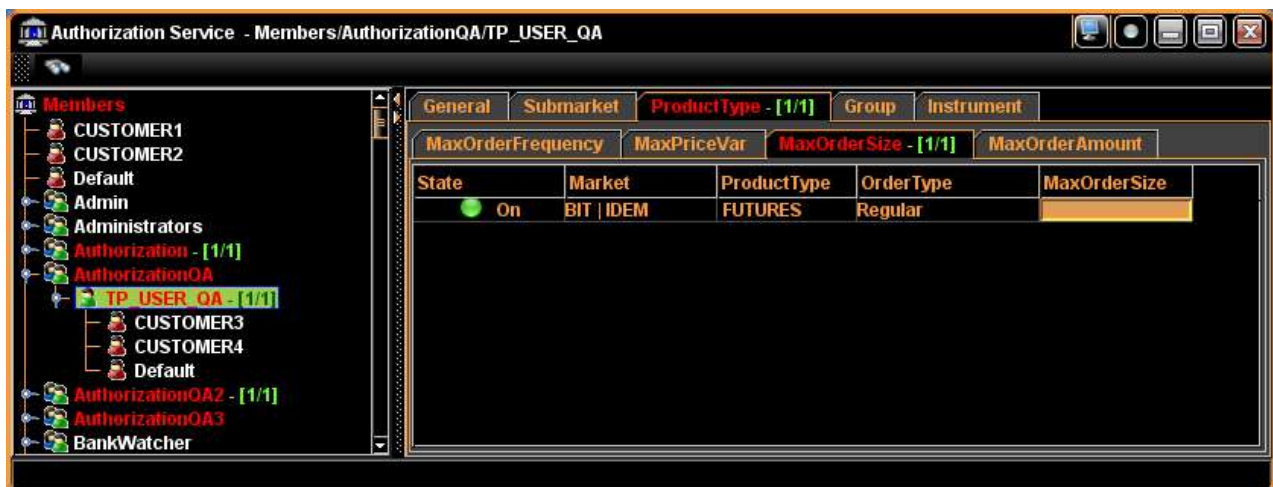 Authorization Service - Members/AuthorizationQA/TP_USER_QA
Members
CUSTOMER1
CUSTOMER2
Default
Admin
Administrators
Authorization - [1/1]
AuthorizationQA
TP_USER_QA - [1/1]
CUSTOMER3
CUSTOMER4
Default
AuthorizationQA2 - [1/1]
AuthorizationQA3
BankWatcher
General Submarket ProductType - [1/1] Group Instrument
MaxOrderFrequency MaxPriceVar MaxOrderSize - [1/1] MaxOrderAmount
State Market ProductType OrderType MaxOrderSize
On BIT | IDEM FUTURES Regular